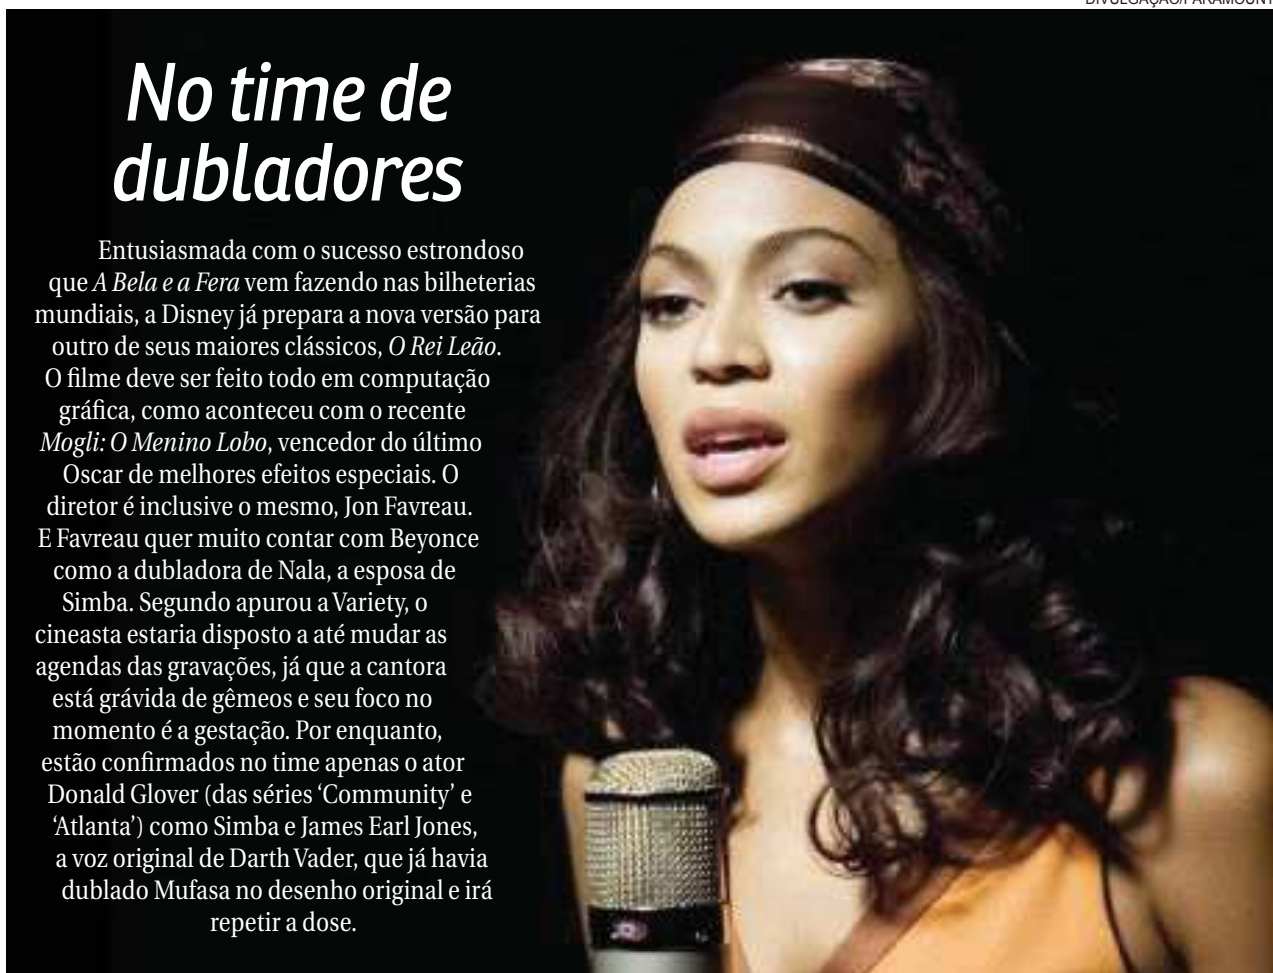 DIVULGAÇÃO/PARAMOUNT
No time de
dubladores
Entusiasmada com o sucesso estrondoso
que A Bela e a Fera vem fazendo nas bilheterias
mundiais, a Disney já prepara a nova versão para
outro de seus maiores clássicos, O Rei Leão.
O filme deve ser feito todo em computação
gráfica, como aconteceu com o recente
Mogli: O Menino Lobo, vencedor do último
Oscar de melhores efeitos especiais. O
diretor é inclusive o mesmo, Jon Favreau.
E Favreau quer muito contar com Beyonce
como a dubladora de Nala, a esposa de
Simba. Segundo apurou a Variety, o
cineasta estaria disposto a até mudar as
agendas das gravações, já que a cantora
está grávida de gêmeos e seu foco no
momento é a gestação. Por enquanto,
estão confirmados no time apenas o ator
Donald Glover (das séries ‘Community’ e
‘Atlanta’) como Simba e James Earl Jones,
a voz original de Darth Vader, que já havia
dublado Mufasa no desenho original e irá
repetir a dose.